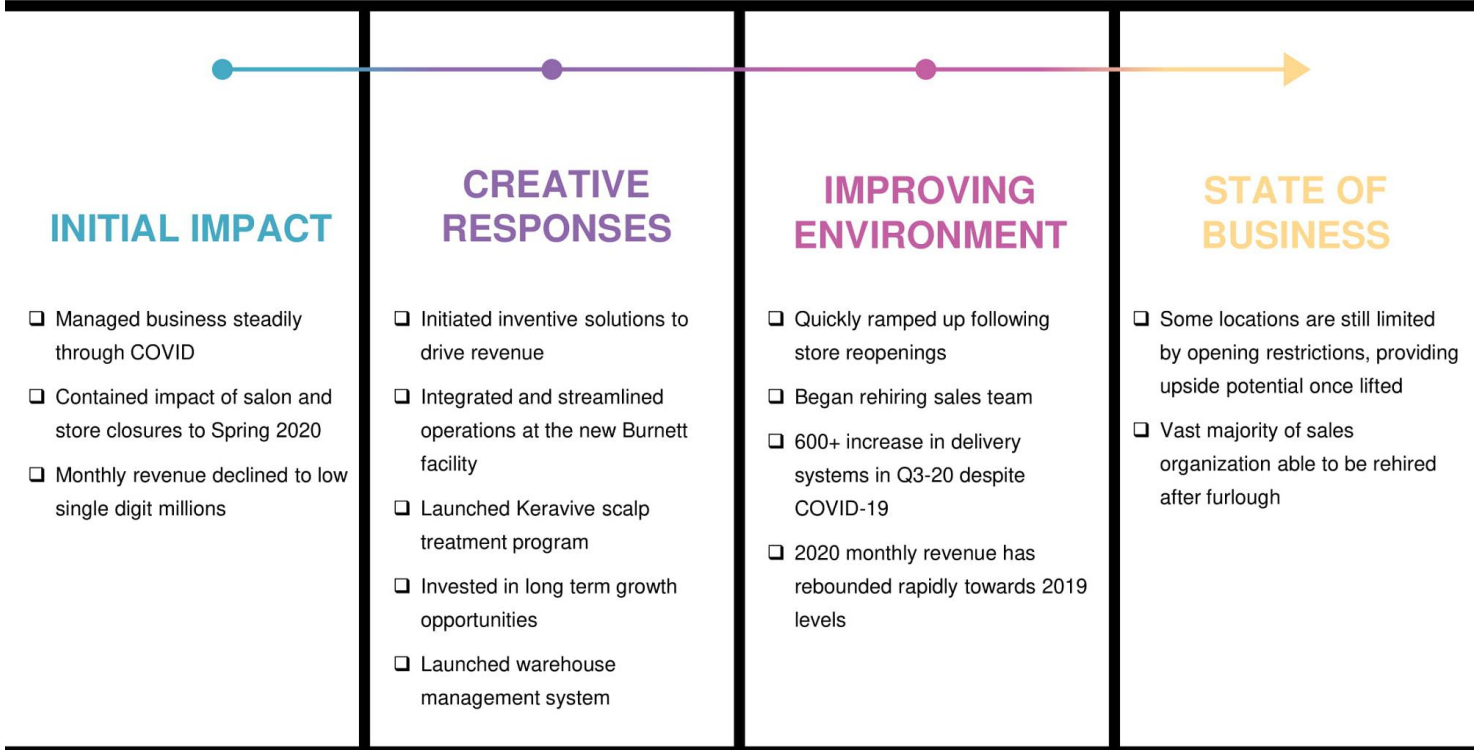 INITIAL IMPACT
❑ Managed business steadily
through COVID
❑ Contained impact of salon and
store closures to Spring 2020
❑ Monthly revenue declined to low
single digit millions
CREATIVE
RESPONSES
❑ Initiated inventive solutions to
drive revenue
❑ Integrated and streamlined
operations at the new Burnett
facility
❑ Launched Keravive scalp
treatment program
❑ Invested in long term growth
opportunities
❑ Launched warehouse
management system
IMPROVING
ENVIRONMENT
❑ Quickly ramped up following
store reopenings
❑ Began rehiring sales team
❑ 600+ increase in delivery
systems in Q3-20 despite
COVID-19
❑ 2020 monthly revenue has
rebounded rapidly towards 2019
levels
STATE OF
BUSINESS
❑ Some locations are still limited
by opening restrictions, providing
upside potential once lifted
❑ Vast majority of sales
organization able to be rehired
after furlough